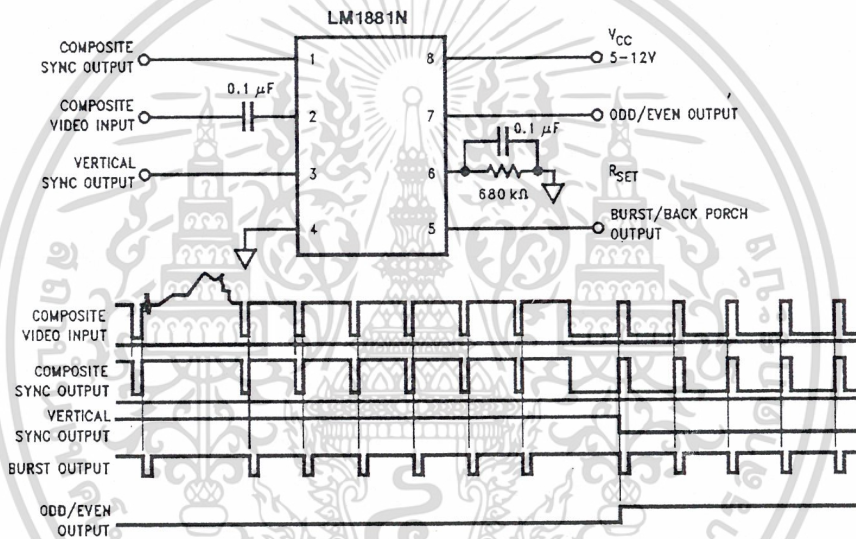 LM1881N
COMPOSITE
SYNC OUTPUT
1
8
VCC
5-12V
0.1 μF
COMPOSITE
VIDEO INPUT
2
7
ODD/EVEN OUTPUT
0.1 μF
VERTICAL
SYNC OUTPUT
3
6
RSET
680 kΩ
4
5
BURST/BACK PORCH
OUTPUT
COMPOSITE
VIDEO INPUT
COMPOSITE
SYNC OUTPUT
VERTICAL
SYNC OUTPUT
BURST OUTPUT
ODD/EVEN
OUTPUT